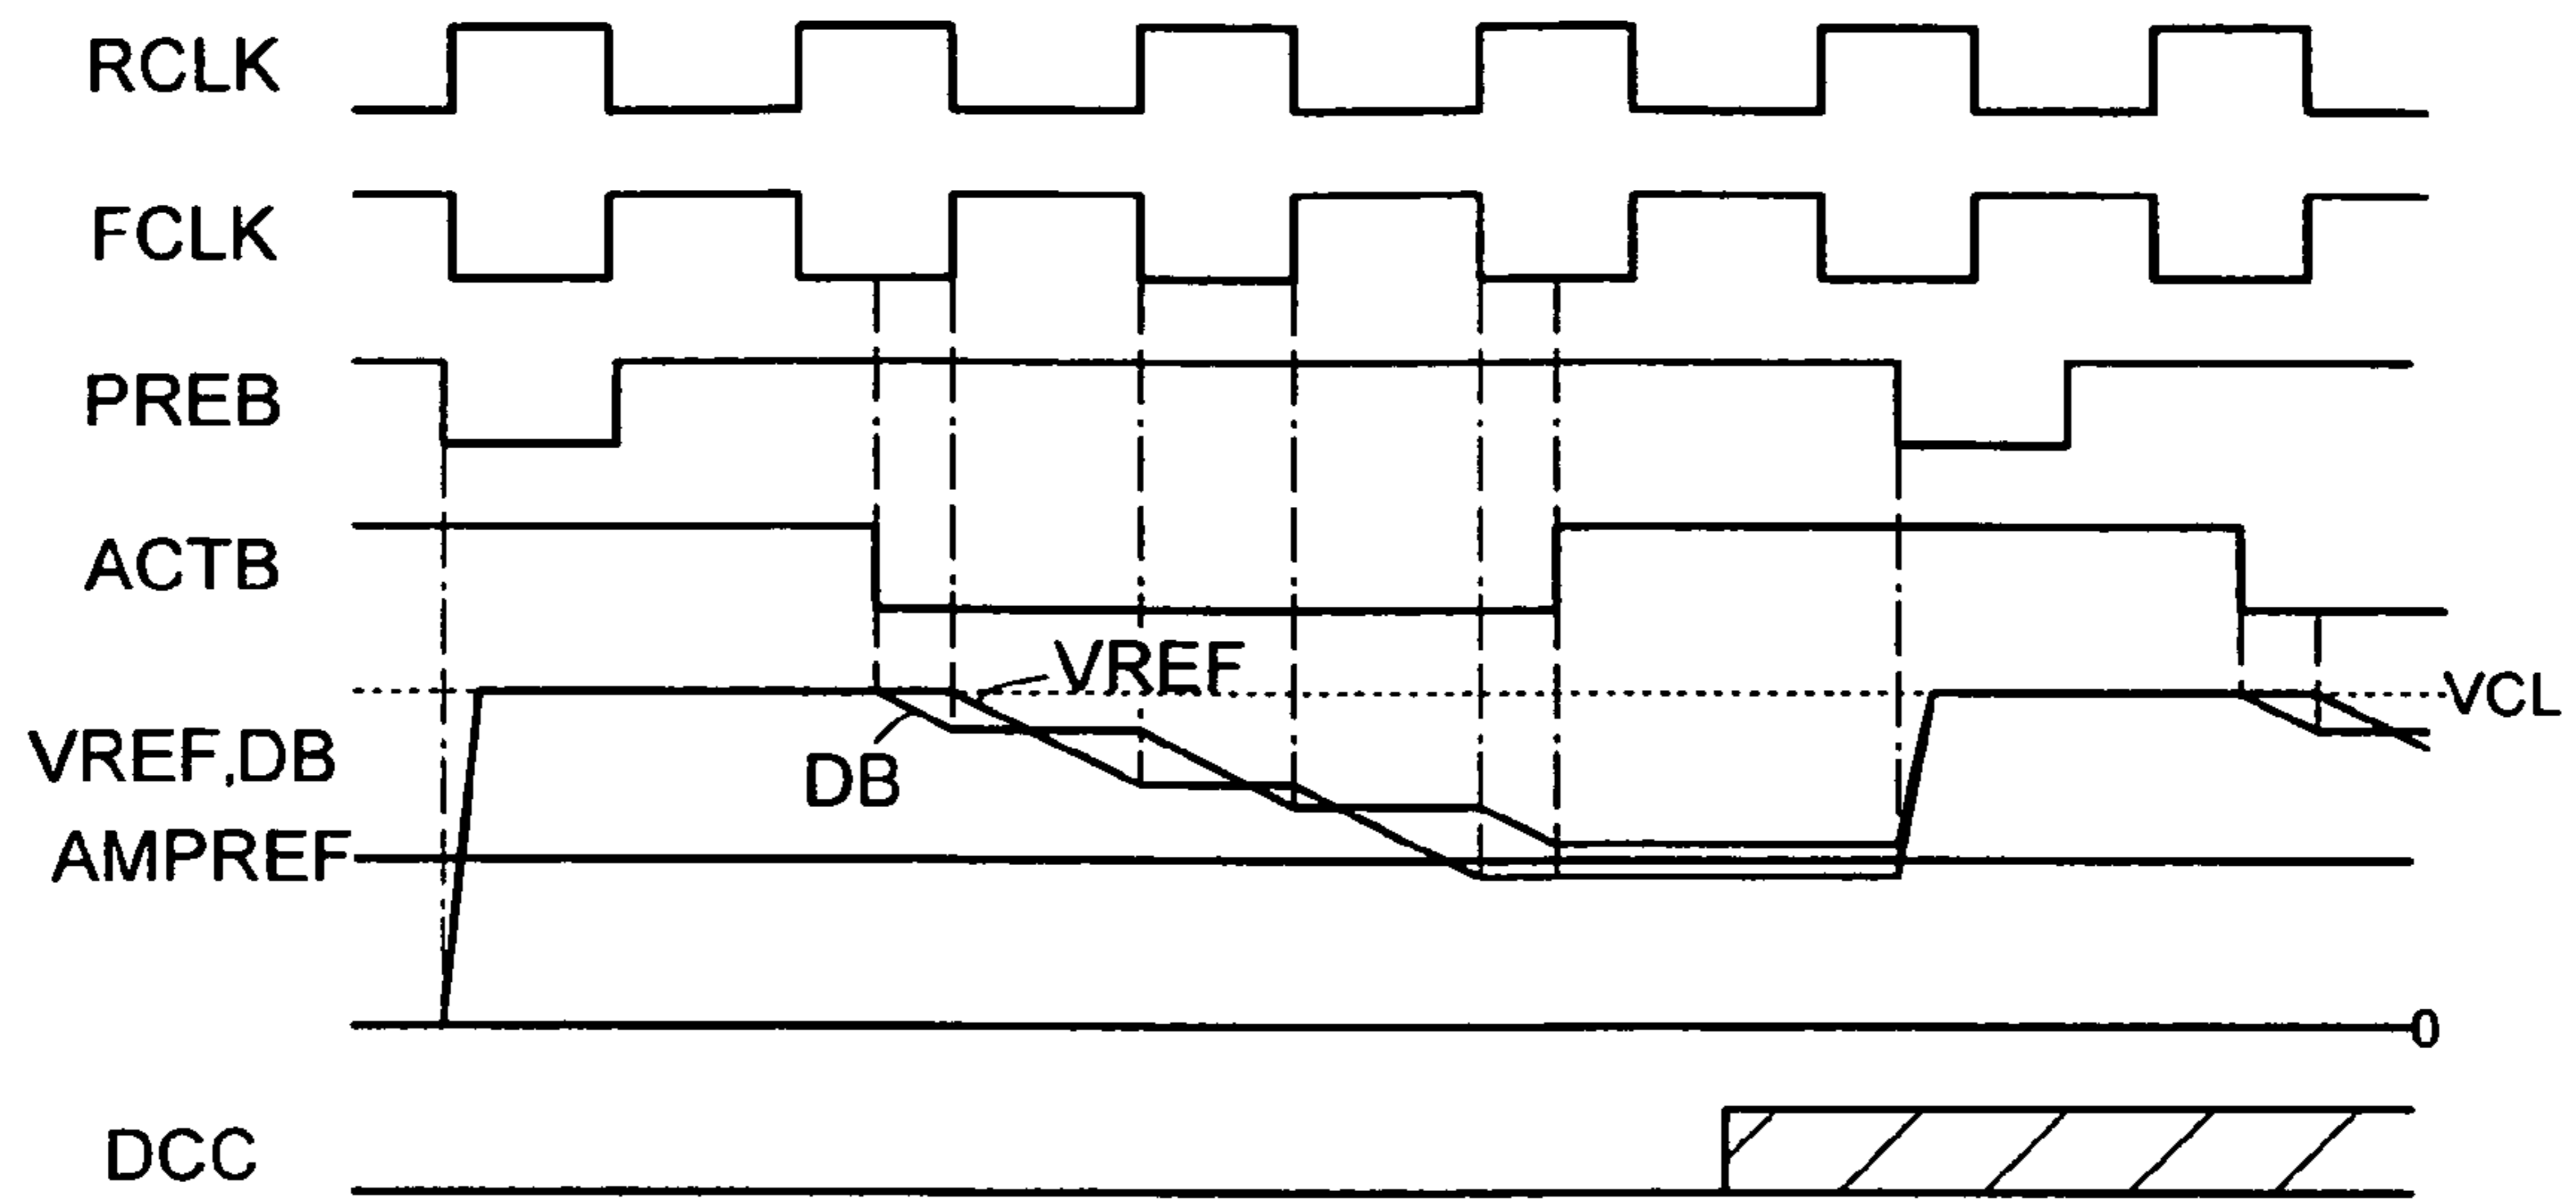 RCLK
FCLK
PREB
ACTB
VREF
VCL
VREF,DB
DB
AMPREF
0
DCC